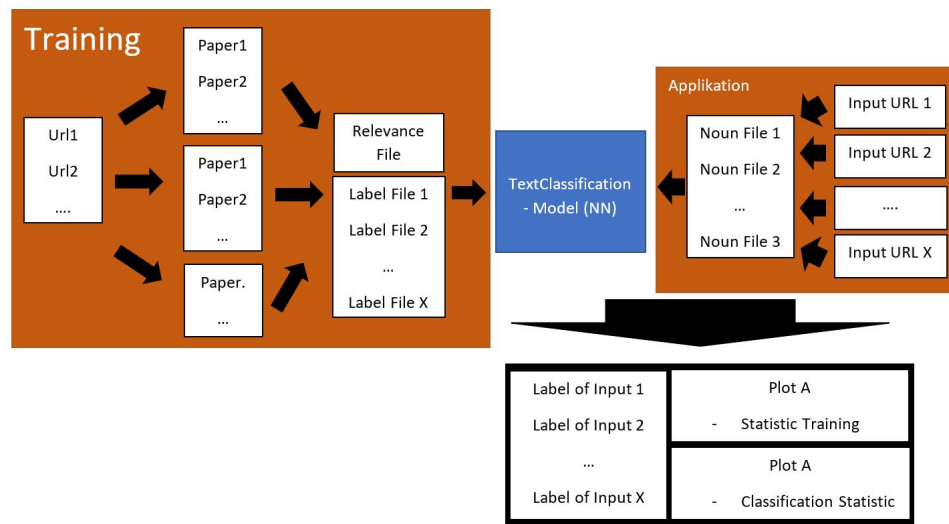 Training
Url1
Url2
....
Paper1
Paper2
...
Paper1
Paper2
...
Paper.
...
Relevance
File
Label File 1
Label File 2
...
Label File X
TextClassification
- Model (NN)
Applikation
Noun File 1
Noun File 2
...
Noun File 3
Input URL 1
Input URL 2
....
Input URL X
Label of Input 1
Label of Input 2
...
Label of Input X
Plot A
- Statistic Training
Plot A
- Classification Statistic